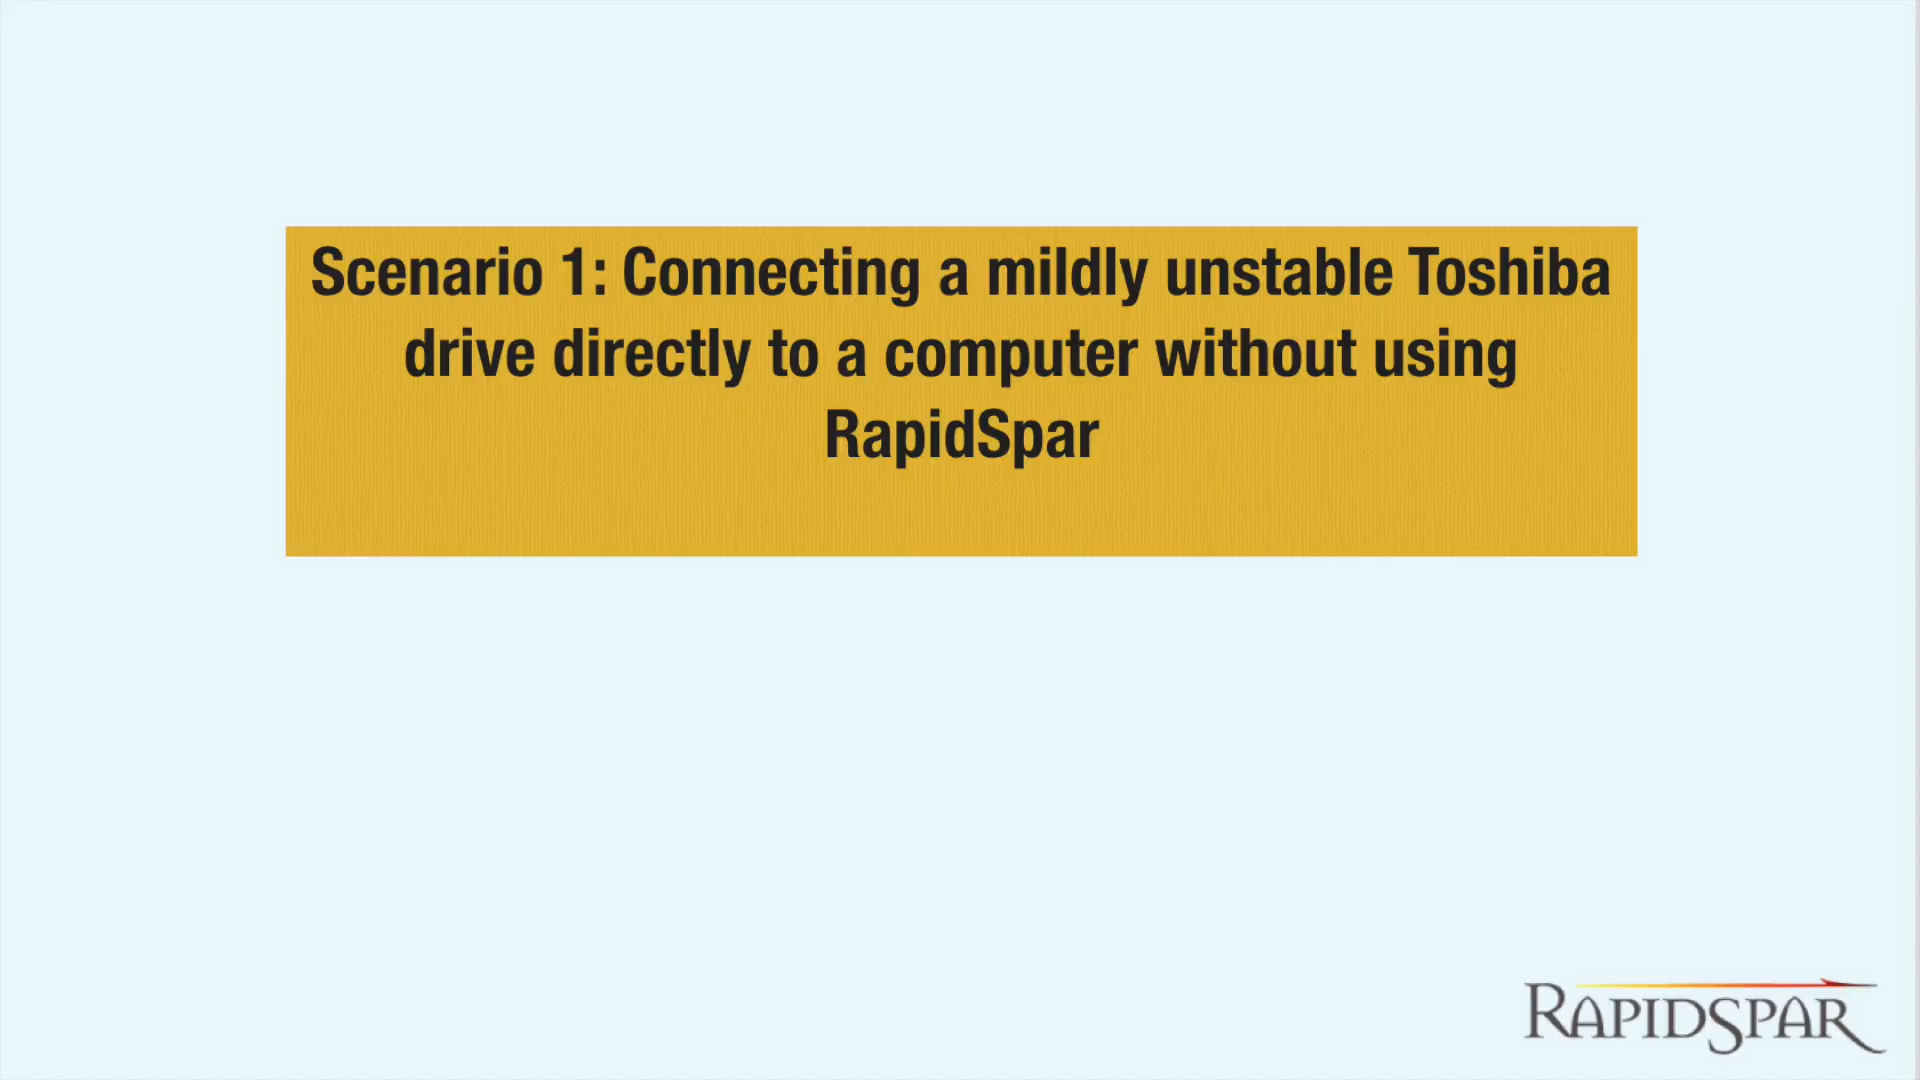 Scenario 1: Connecting a mildly unstable Toshiba
drive directly to a computer without using
RapidSpar
RAPIDSPAR